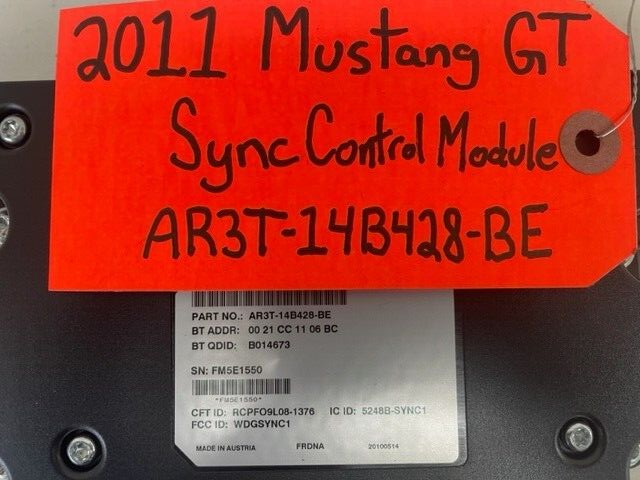 2011 Mustang GT
Sync Control Module
AR3T-14B428-BE
PART NO.: AR3T-14B428-BE
BT ADDR: 00 21 CC 11 06 BC
BT QDID: B014673
SN: FM5E1550
*FM5E1550*
CFT ID: RCPFO9L08-1376 IC ID: 5248B-SYNC1
FCC ID: WDGSYNC1
MADE IN AUSTRIA FRDNA 20100514